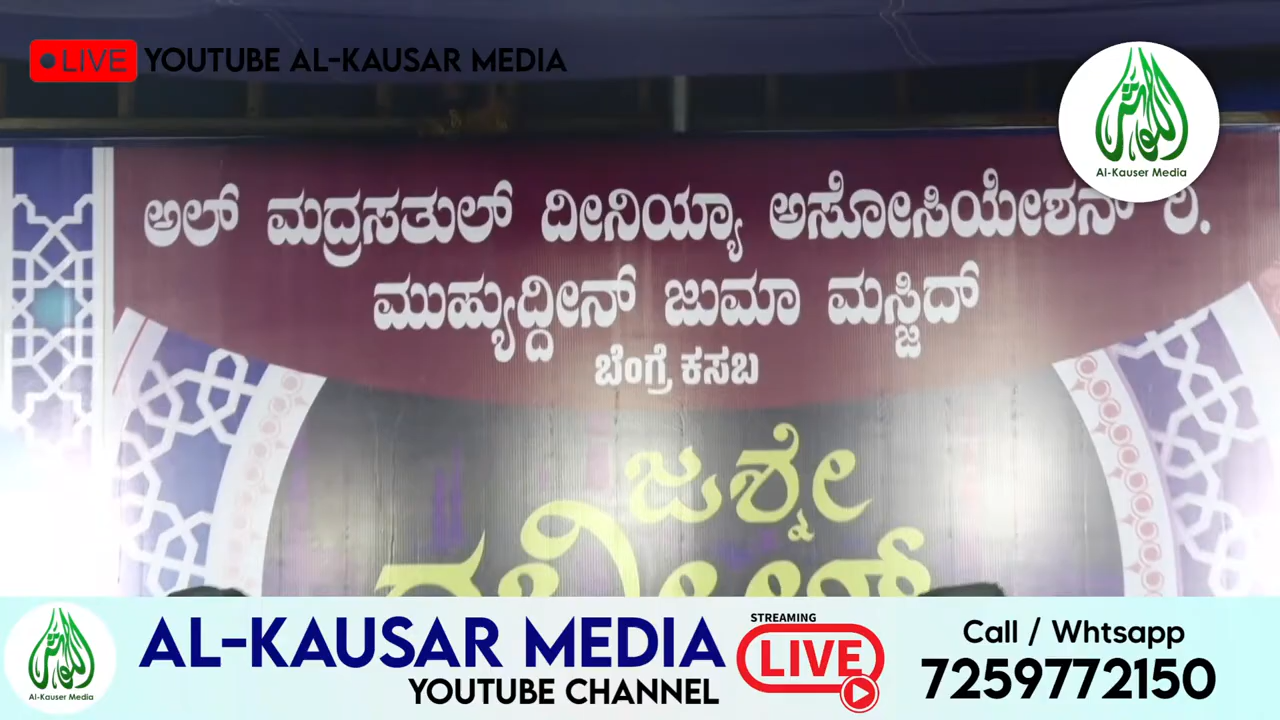 LIVE YOUTUBE AL-KAUSAR MEDIA
Al-Kauser Media
ಅಲ್ ಮದ್ರಸತುಲ್ ದೀನಿಯ್ಯಾ ಅಸೋಸಿಯೇಶನ್ ರಿ.
ಮುಹ್ಯುದ್ದೀನ್ ಜುಮಾ ಮಸ್ಜಿದ್
ಬೆಂಗ್ರೆ ಕಸಬ
ಜಶ್ನೇ
Al-Kauser Media
AL-KAUSAR MEDIA
YOUTUBE CHANNEL
STREAMING
LIVE
Call / Whtsapp
7259772150